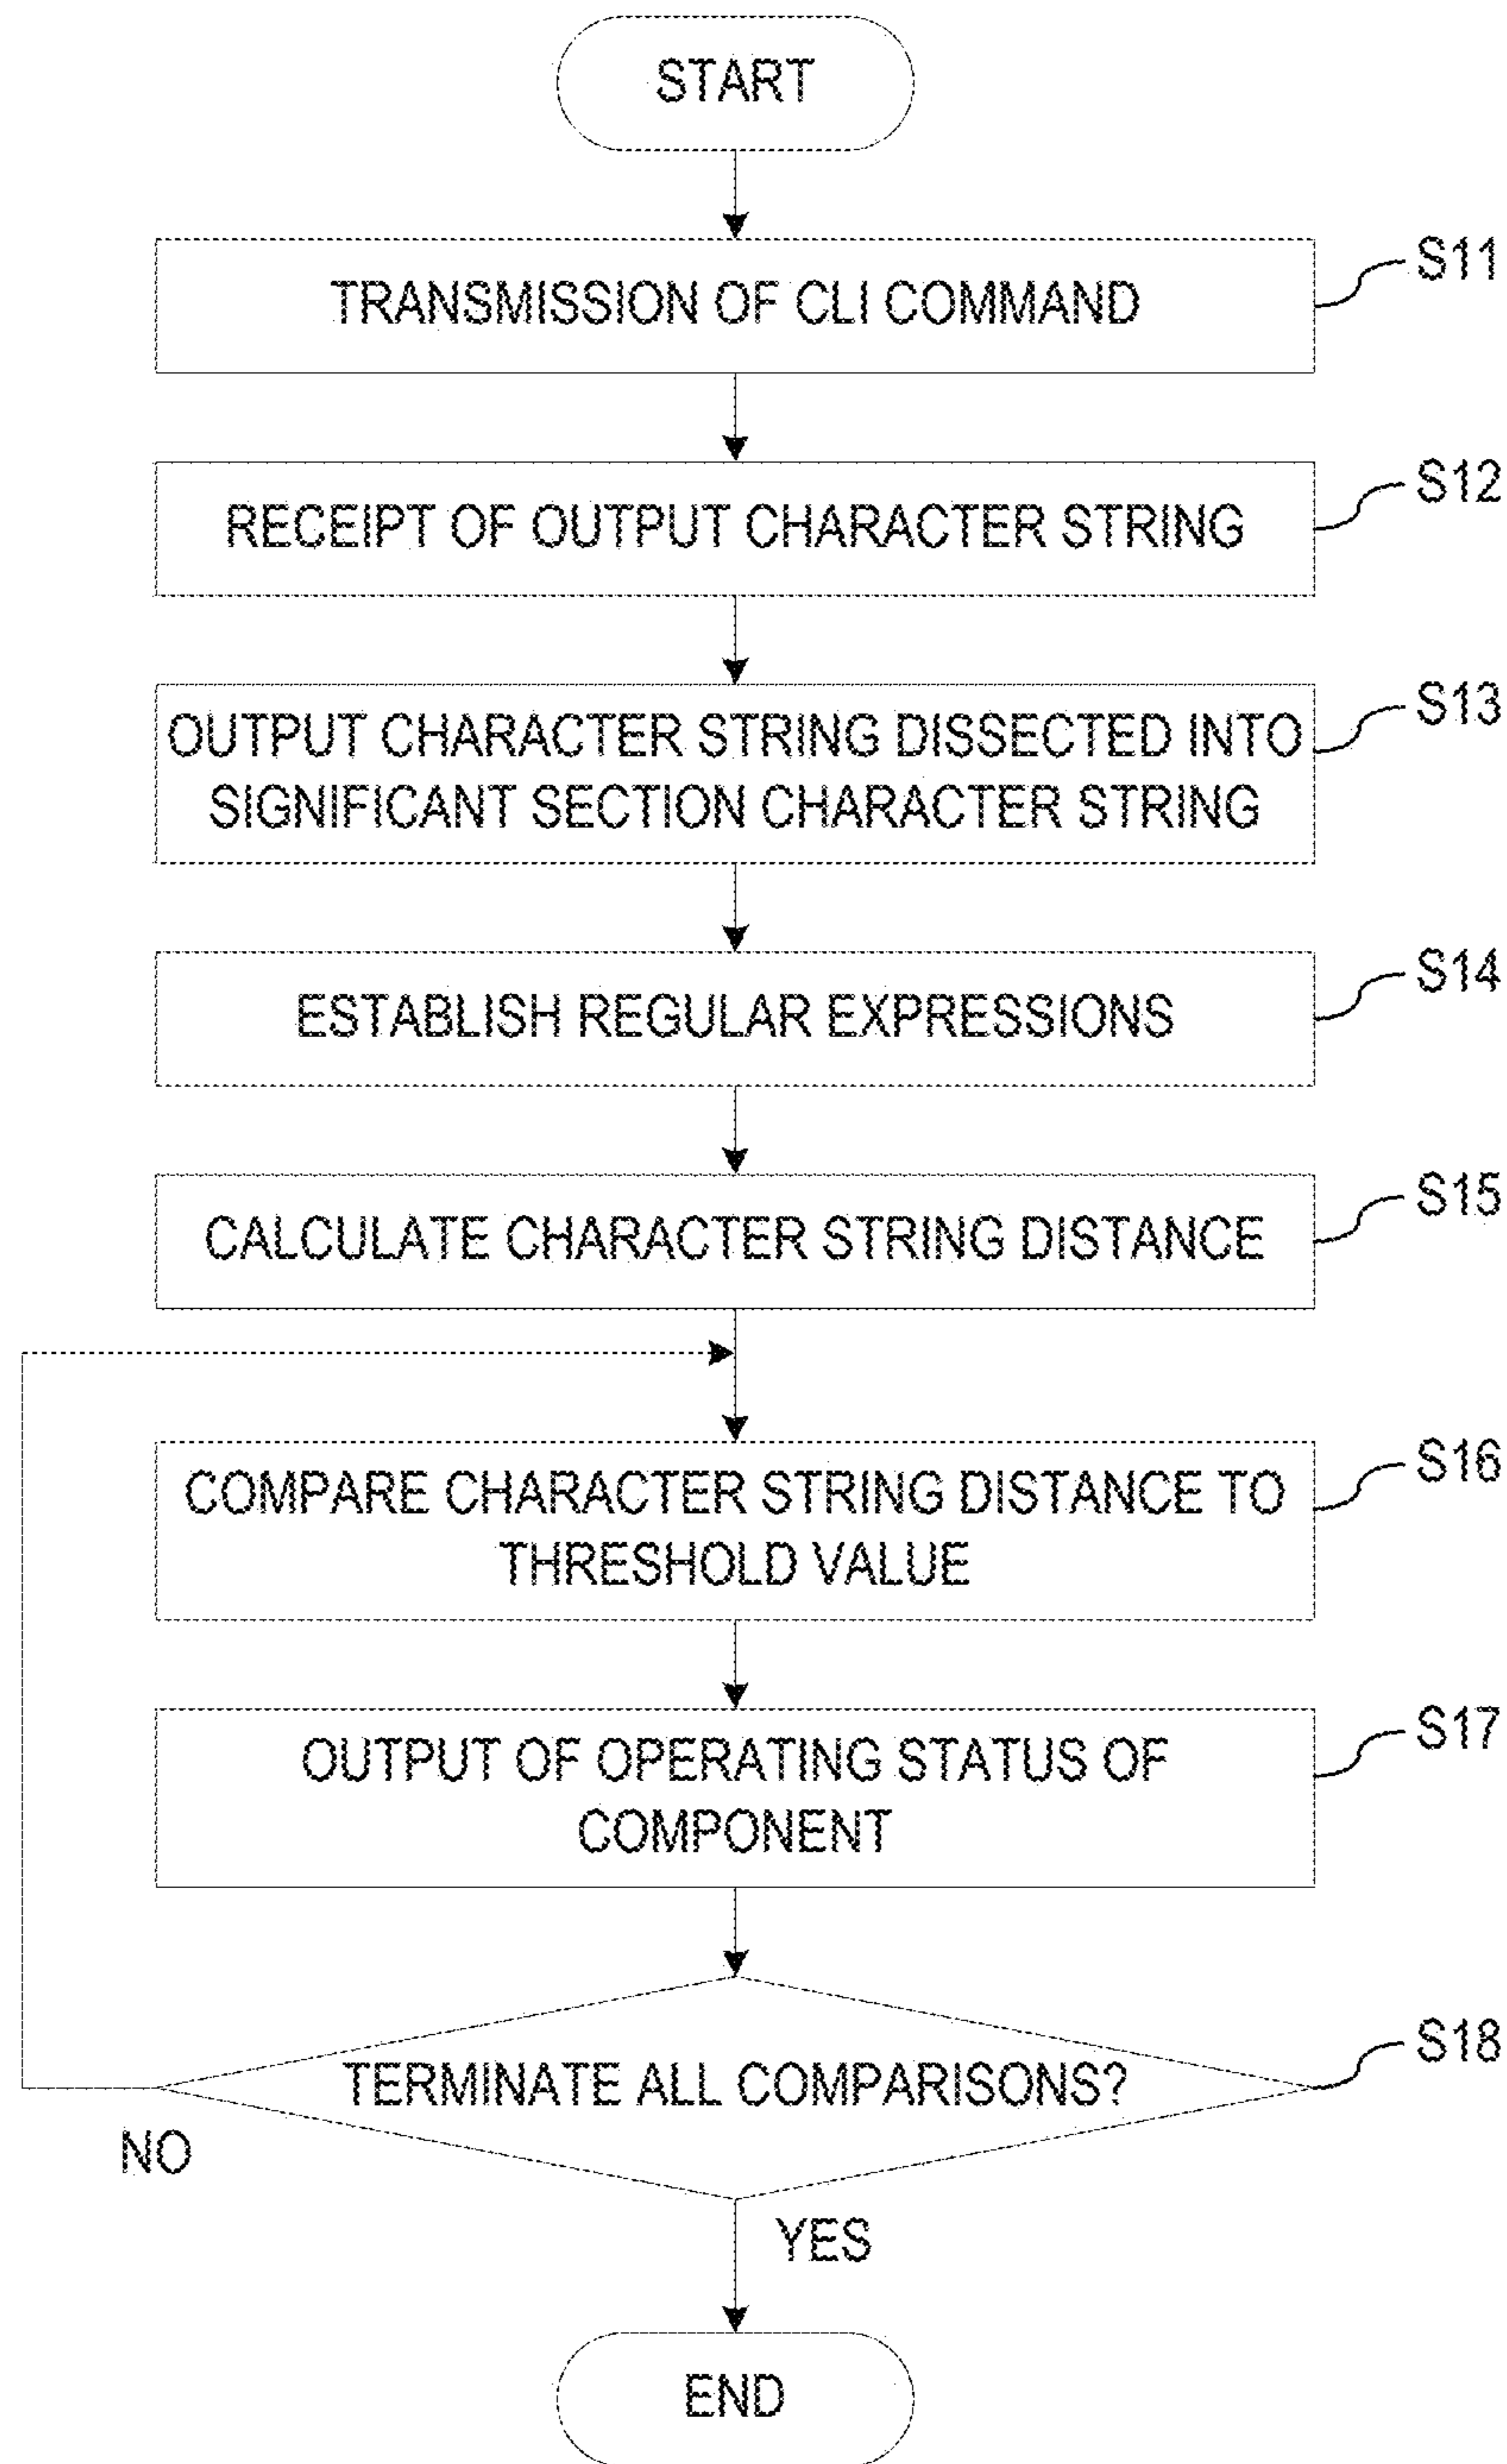 START
TRANSMISSION OF CLI COMMAND
S11
RECEIPT OF OUTPUT CHARACTER STRING
S12
OUTPUT CHARACTER STRING DISSECTED INTO
SIGNIFICANT SECTION CHARACTER STRING
S13
ESTABLISH REGULAR EXPRESSIONS
S14
CALCULATE CHARACTER STRING DISTANCE
S15
COMPARE CHARACTER STRING DISTANCE TO
THRESHOLD VALUE
S16
OUTPUT OF OPERATING STATUS OF
COMPONENT
S17
TERMINATE ALL COMPARISONS?
S18
NO
YES
END